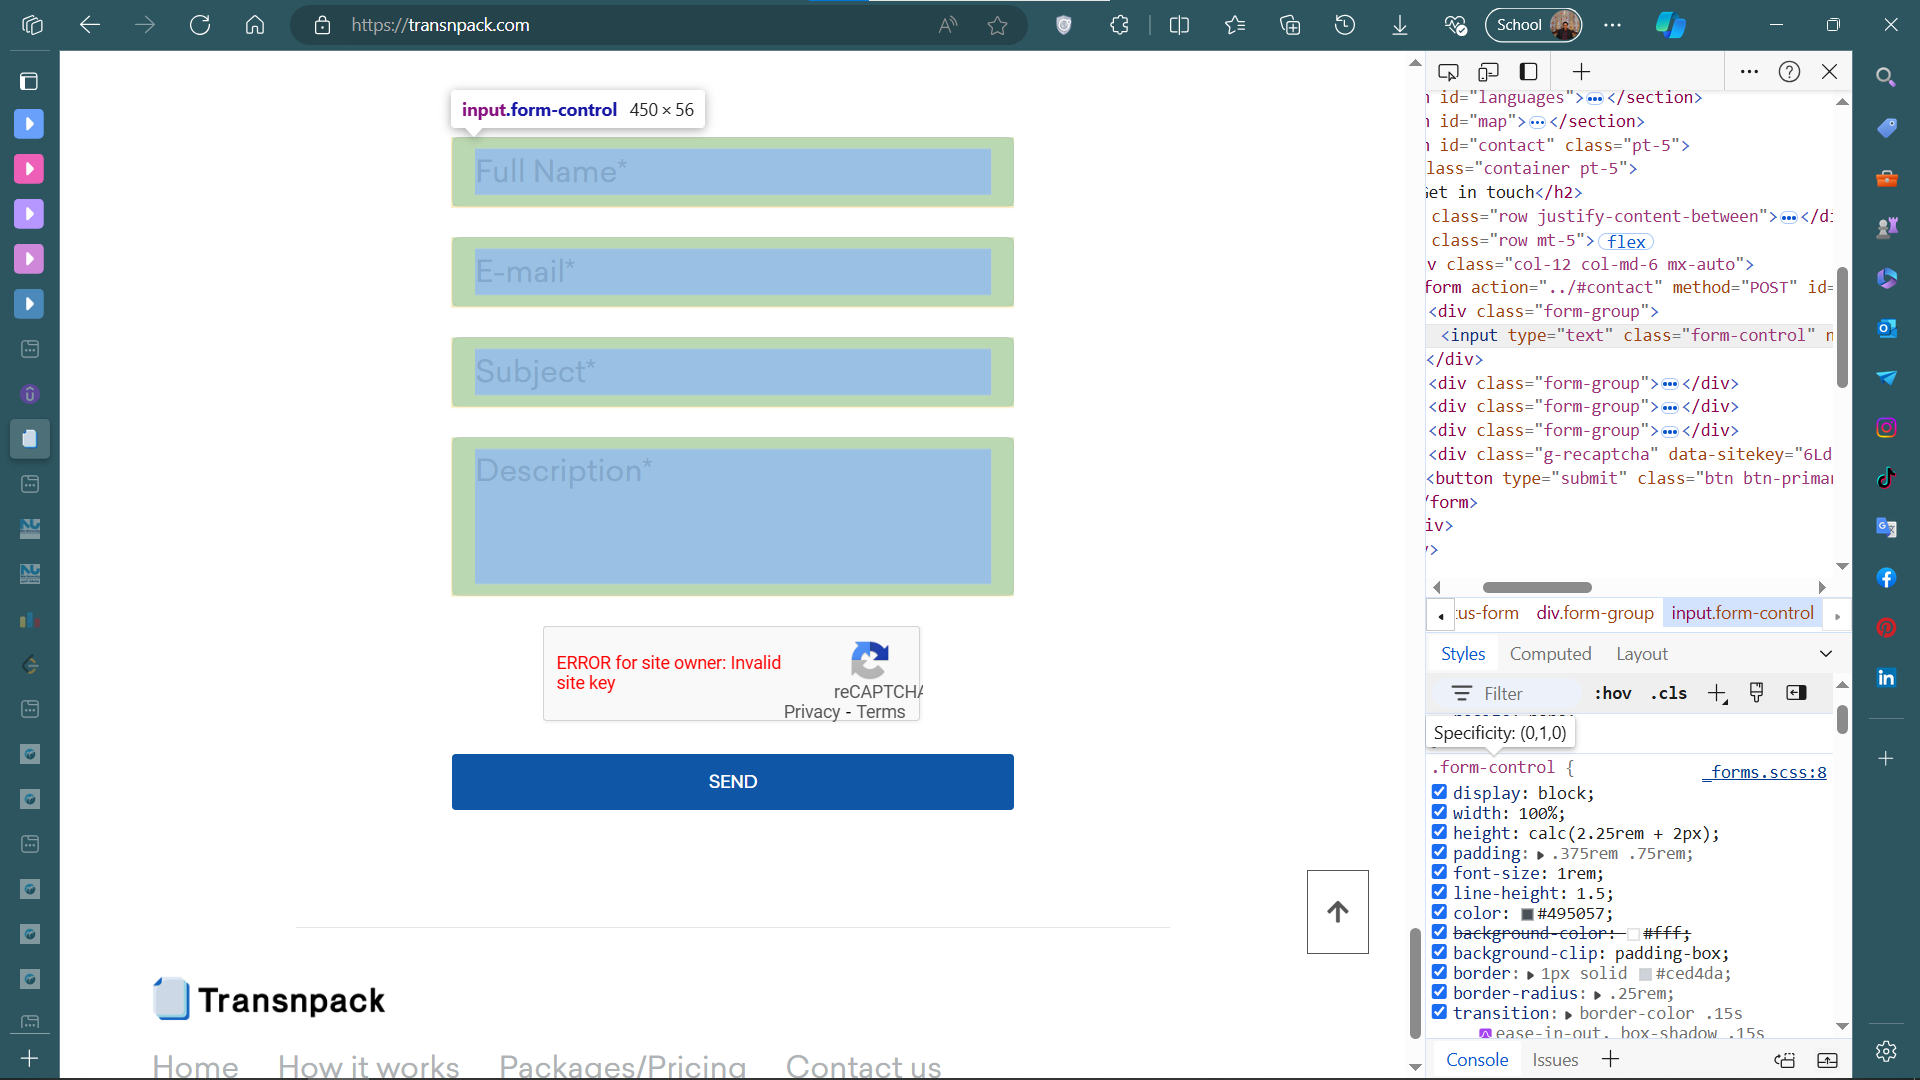 https://transnpack.com
School
input.form-control 450 × 56
Full Name*
E-mail*
Subject*
Description*
ERROR for site owner: Invalid
site key
reCAPTCHA
Privacy - Terms
SEND
Transnpack
Home How it works Packages/Pricing Contact us
id="languages"> </section>
id="map"> </section>
id="contact" class="pt-5">
lass="container pt-5">
Get in touch</h2>
class="row justify-content-between"> </di
class="row mt-5"> flex
v class="col-12 col-md-6 mx-auto">
form action="../#contact" method="POST" id=
<div class="form-group">
<input type="text" class="form-control" n
</div>
<div class="form-group"> </div>
<div class="form-group"> </div>
<div class="form-group"> </div>
<div class="g-recaptcha" data-sitekey="6Ld
<button type="submit" class="btn btn-primar
/form>
iv>
>
us-form div.form-group input.form-control
Styles Computed Layout
Filter :hov .cls
Specificity: (0,1,0)
.form-control { _forms.scss:8
display: block;
width: 100%;
height: calc(2.25rem + 2px);
padding: .375rem .75rem;
font-size: 1rem;
line-height: 1.5;
color: #495057;
background-color: #fff;
background-clip: padding-box;
border: 1px solid #ced4da;
border-radius: .25rem;
transition: border-color .15s
ease-in-out, box-shadow .15s
Console Issues